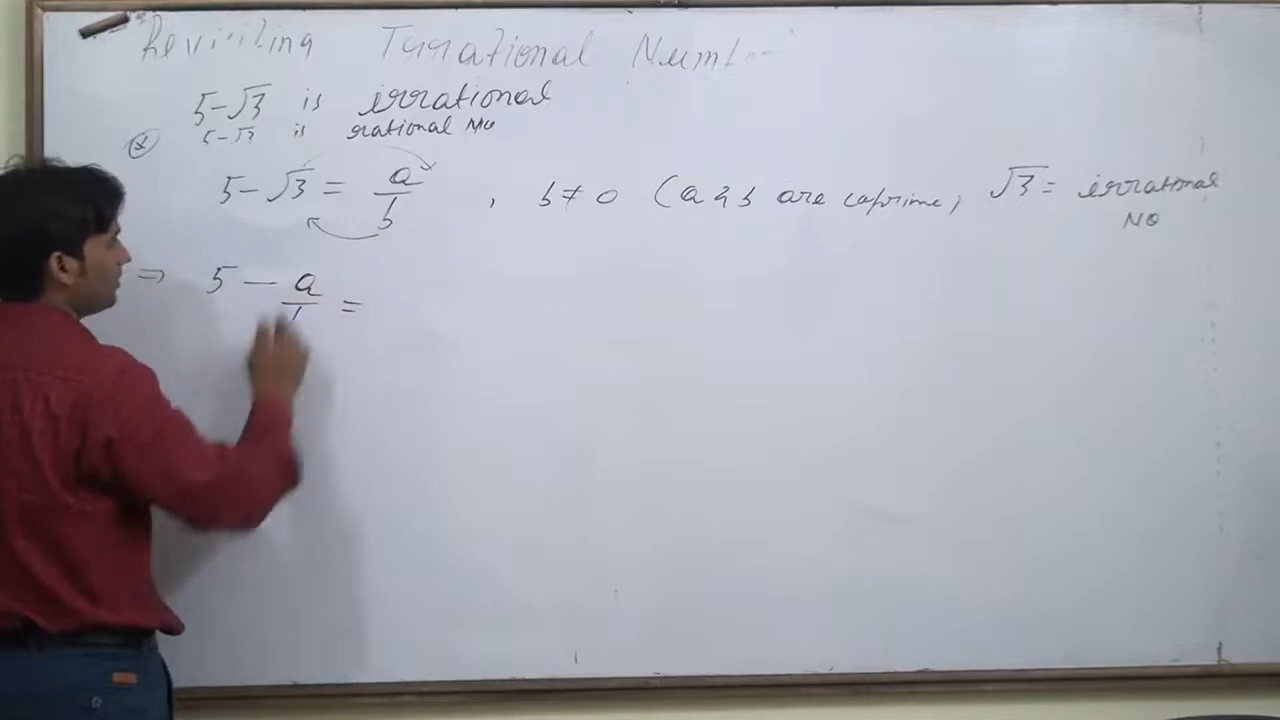 Revisiting Irrational Num
5-√3 is irrational
5-√3 is rational No
5-√3 = a/b , b≠0 (a & b are coprime) √3 = irrational
NO
⇒ 5 - a/b =